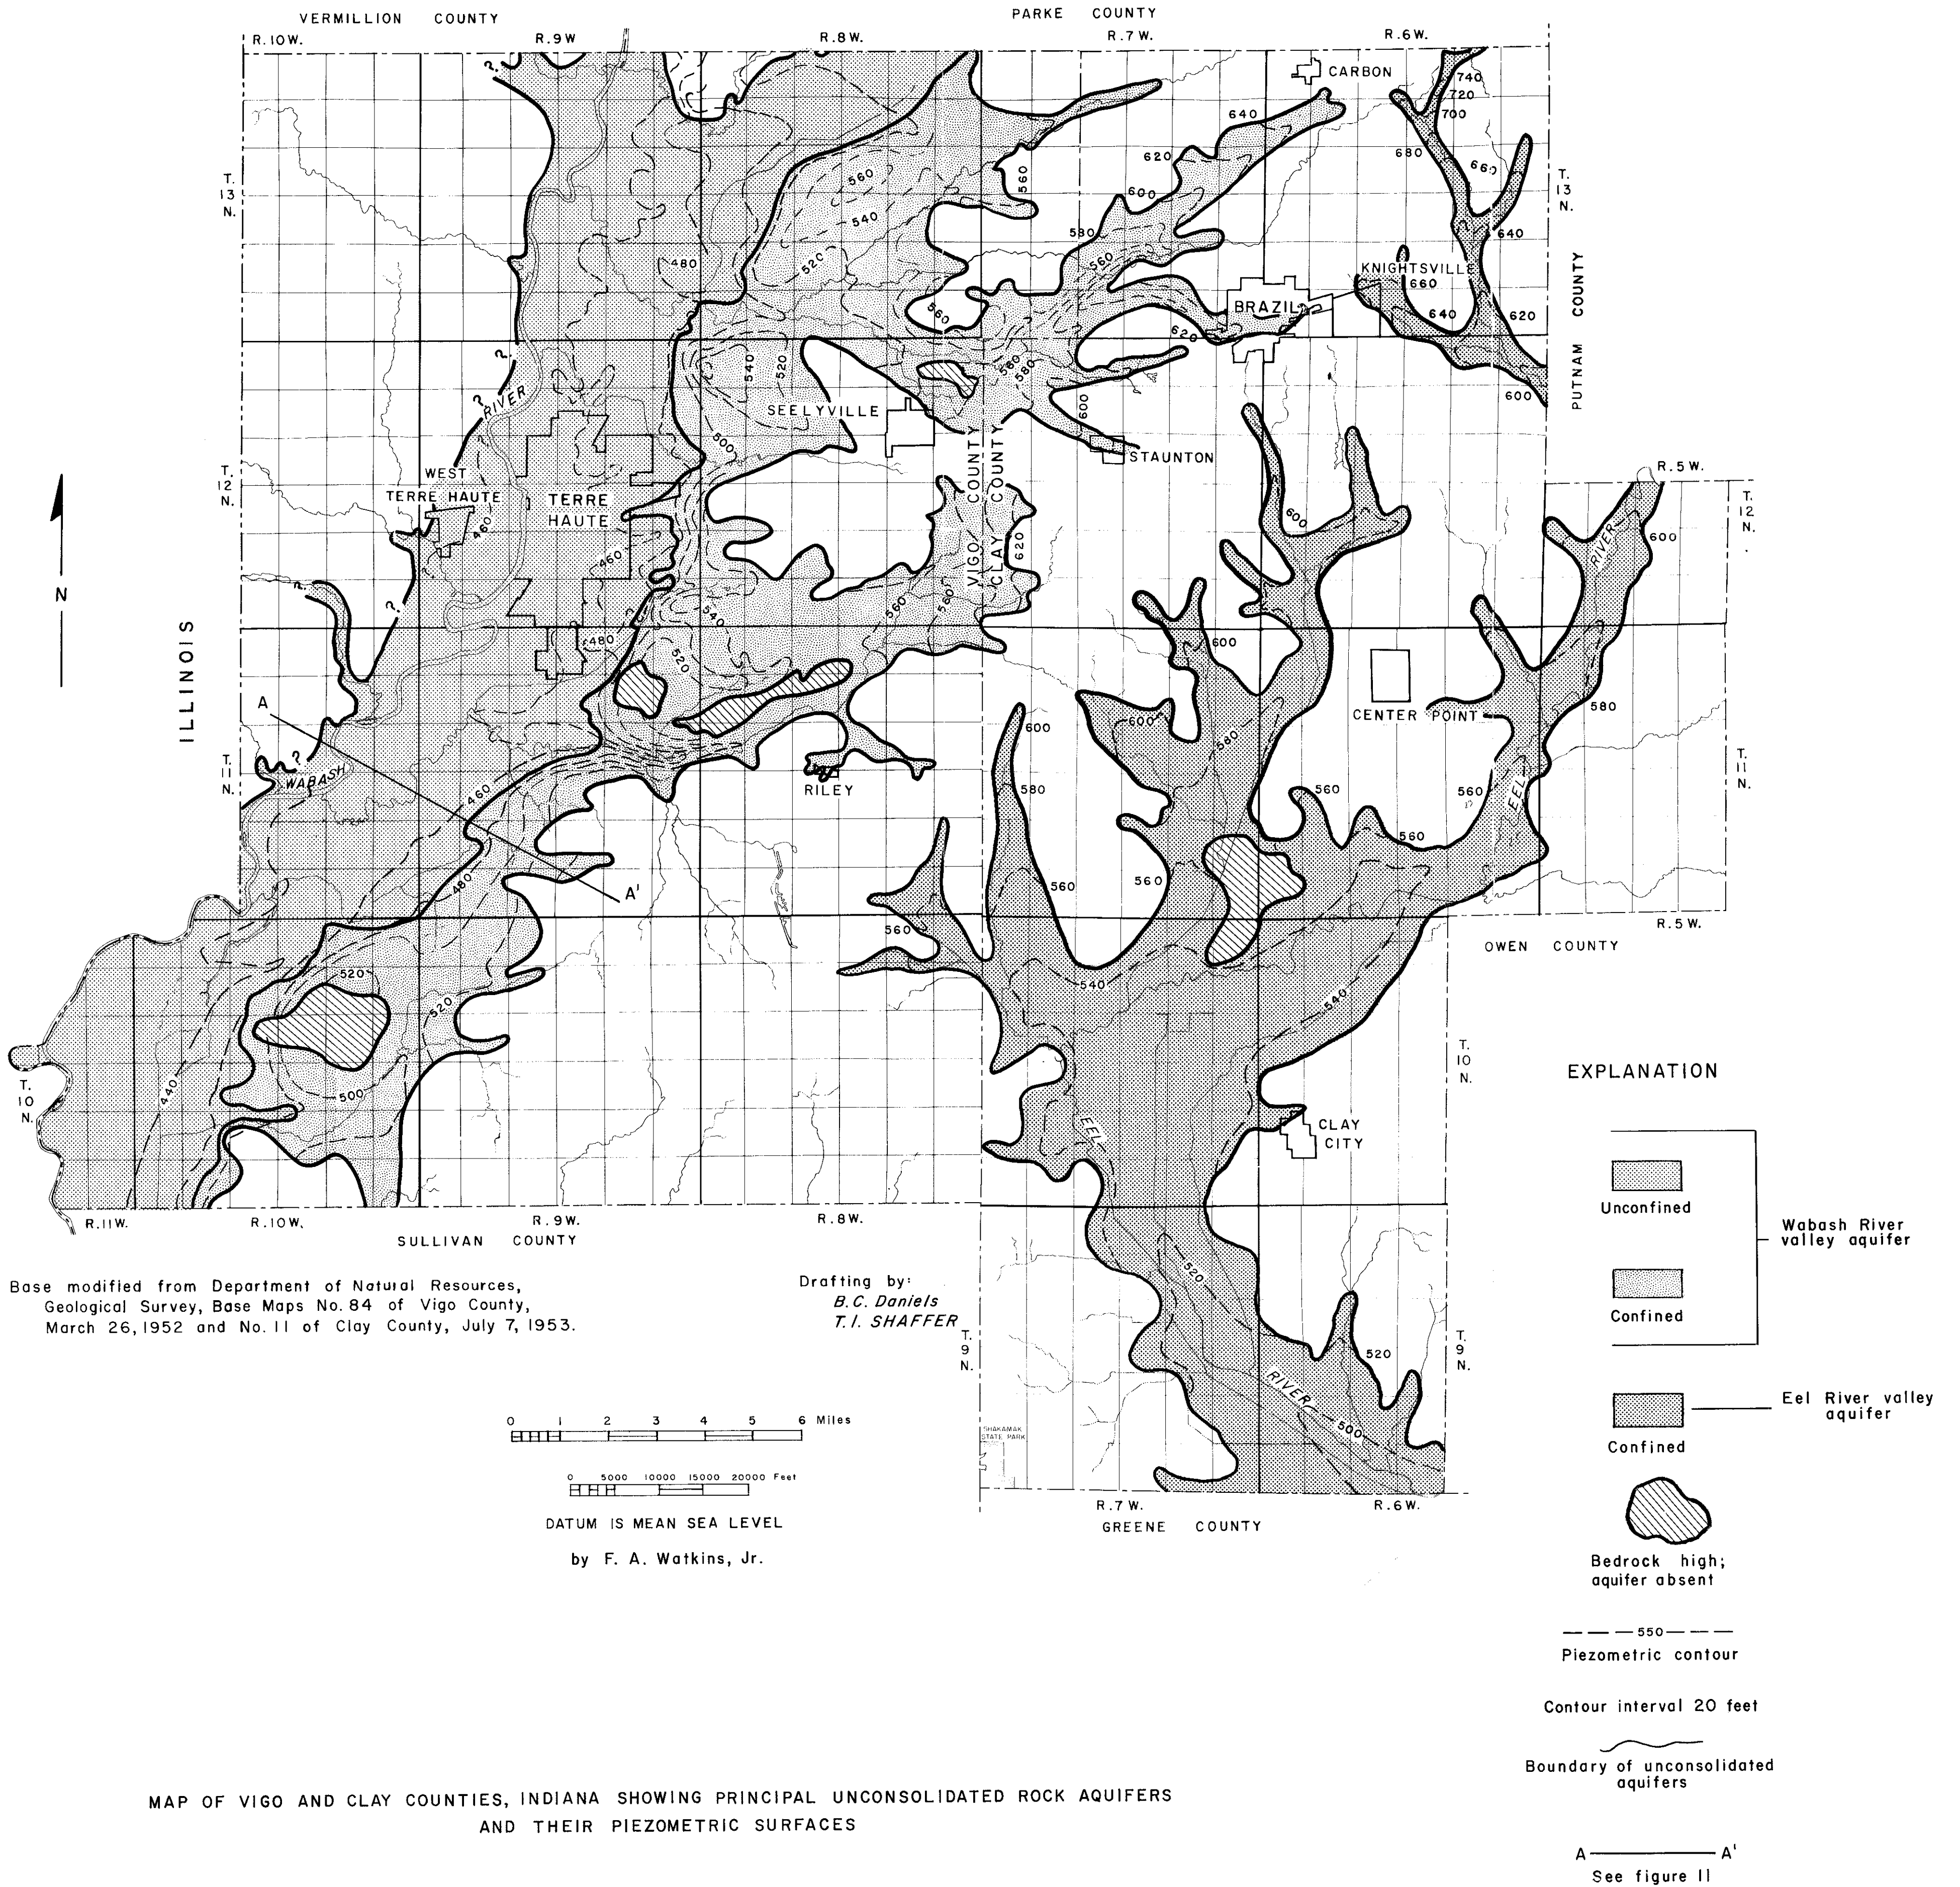 VERMILLION COUNTY
PARKE COUNTY
R.10W.
R.9W
R.8W.
R.7W.
R.6W.
?
CARBON
740
720
700
640
680
620
660
560
560
T.
13
N.
T.
13
N.
600
540
580
640
480
520
560
KNIGHTSVILLE
660
PUTNAM COUNTY
560
BRAZIL
640
620
620
?
540
520
560
580
600
?
RIVER
SEELYVILLE
600
500
VIGO COUNTY
CLAY COUNTY
STAUNTON
R.5W.
WEST
TERRE HAUTE
T.
12
N.
TERRE
HAUTE
T.
12
N.
460
600
620
RIVER
600
460
600
?
?
?
N
540
560
580
ILLINOIS
480
600
520
A
CENTER POINT
580
600
600
580
?
WABASH
T.
11
N.
T.
11
N.
460
RILEY
580
560
560
EEL
560
480
A'
560
560
560
R.5W.
OWEN COUNTY
520
540
520
540
T.
10
N.
T.
10
N.
440
500
EEL
CLAY
CITY
EXPLANATION
Unconfined
Wabash River
valley aquifer
Confined
R.11W.
R.10W.
R.9W.
R.8W.
SULLIVAN COUNTY
520
Base modified from Department of Natural Resources,
Geological Survey, Base Maps No. 84 of Vigo County,
March 26, 1952 and No. 11 of Clay County, July 7, 1953.
Drafting by:
B.C. Daniels
T.I. SHAFFER
T.
9
N.
T.
9
N.
520
RIVER
500
Eel River valley
aquifer
Confined
SHAKAMAK
STATE PARK
0 1 2 3 4 5 6 Miles
0 5000 10000 15000 20000 Feet
DATUM IS MEAN SEA LEVEL
by F. A. Watkins, Jr.
R.7W.
R.6W.
GREENE COUNTY
Bedrock high;
aquifer absent
550
Piezometric contour
Contour interval 20 feet
Boundary of unconsolidated
aquifers
A A'
See figure 11
MAP OF VIGO AND CLAY COUNTIES, INDIANA SHOWING PRINCIPAL UNCONSOLIDATED ROCK AQUIFERS
AND THEIR PIEZOMETRIC SURFACES